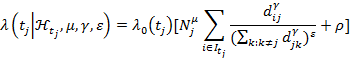 λ(t_j|ℋ_{t_j}, μ, γ, ε) = λ_0(t_j)[N_j^μ ∑_{i∈I_{t_j}} d_{ij}^γ / (∑_{k;k≠j} d_{jk}^γ)^ε + ρ]